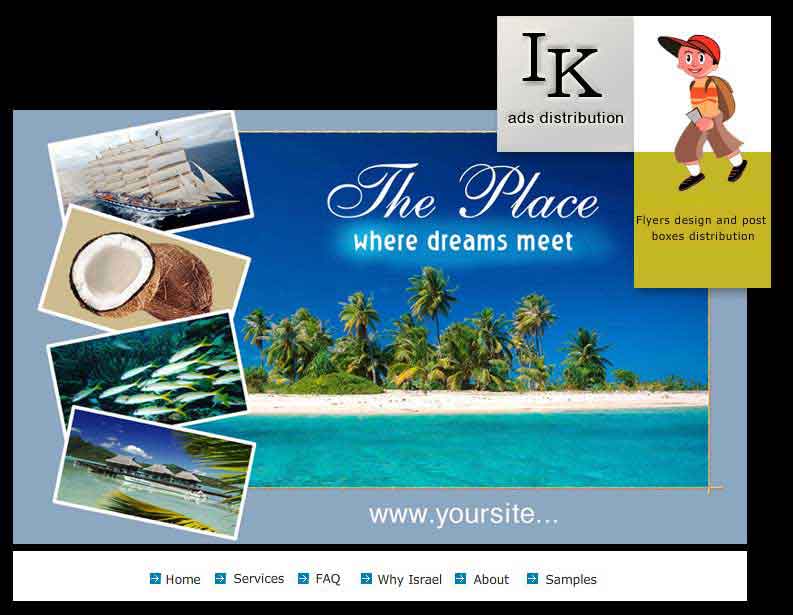 IK
ads distribution
Flyers design and post
boxes distribution
The Place
where dreams meet
www.yoursite...
Home Services FAQ Why Israel About Samples